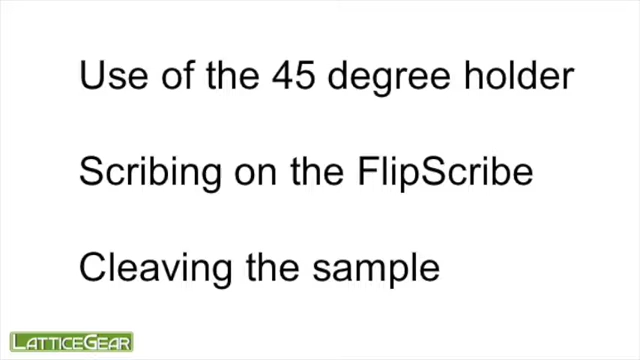 Use of the 45 degree holder
Scribing on the FlipScribe
Cleaving the sample
LATTICEGEAR